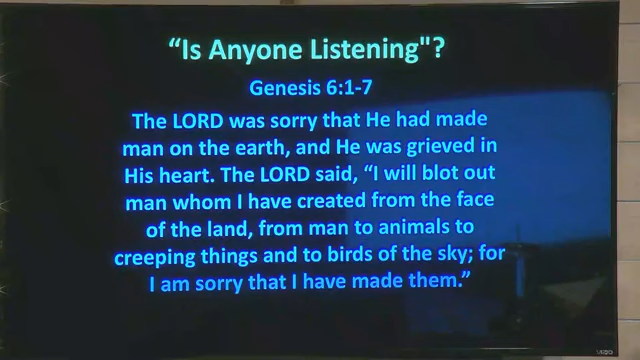 “Is Anyone Listening"?
Genesis 6:1-7
The LORD was sorry that He had made
man on the earth, and He was grieved in
His heart. The LORD said, “I will blot out
man whom I have created from the face
of the land, from man to animals to
creeping things and to birds of the sky; for
I am sorry that I have made them.”
VIZIO